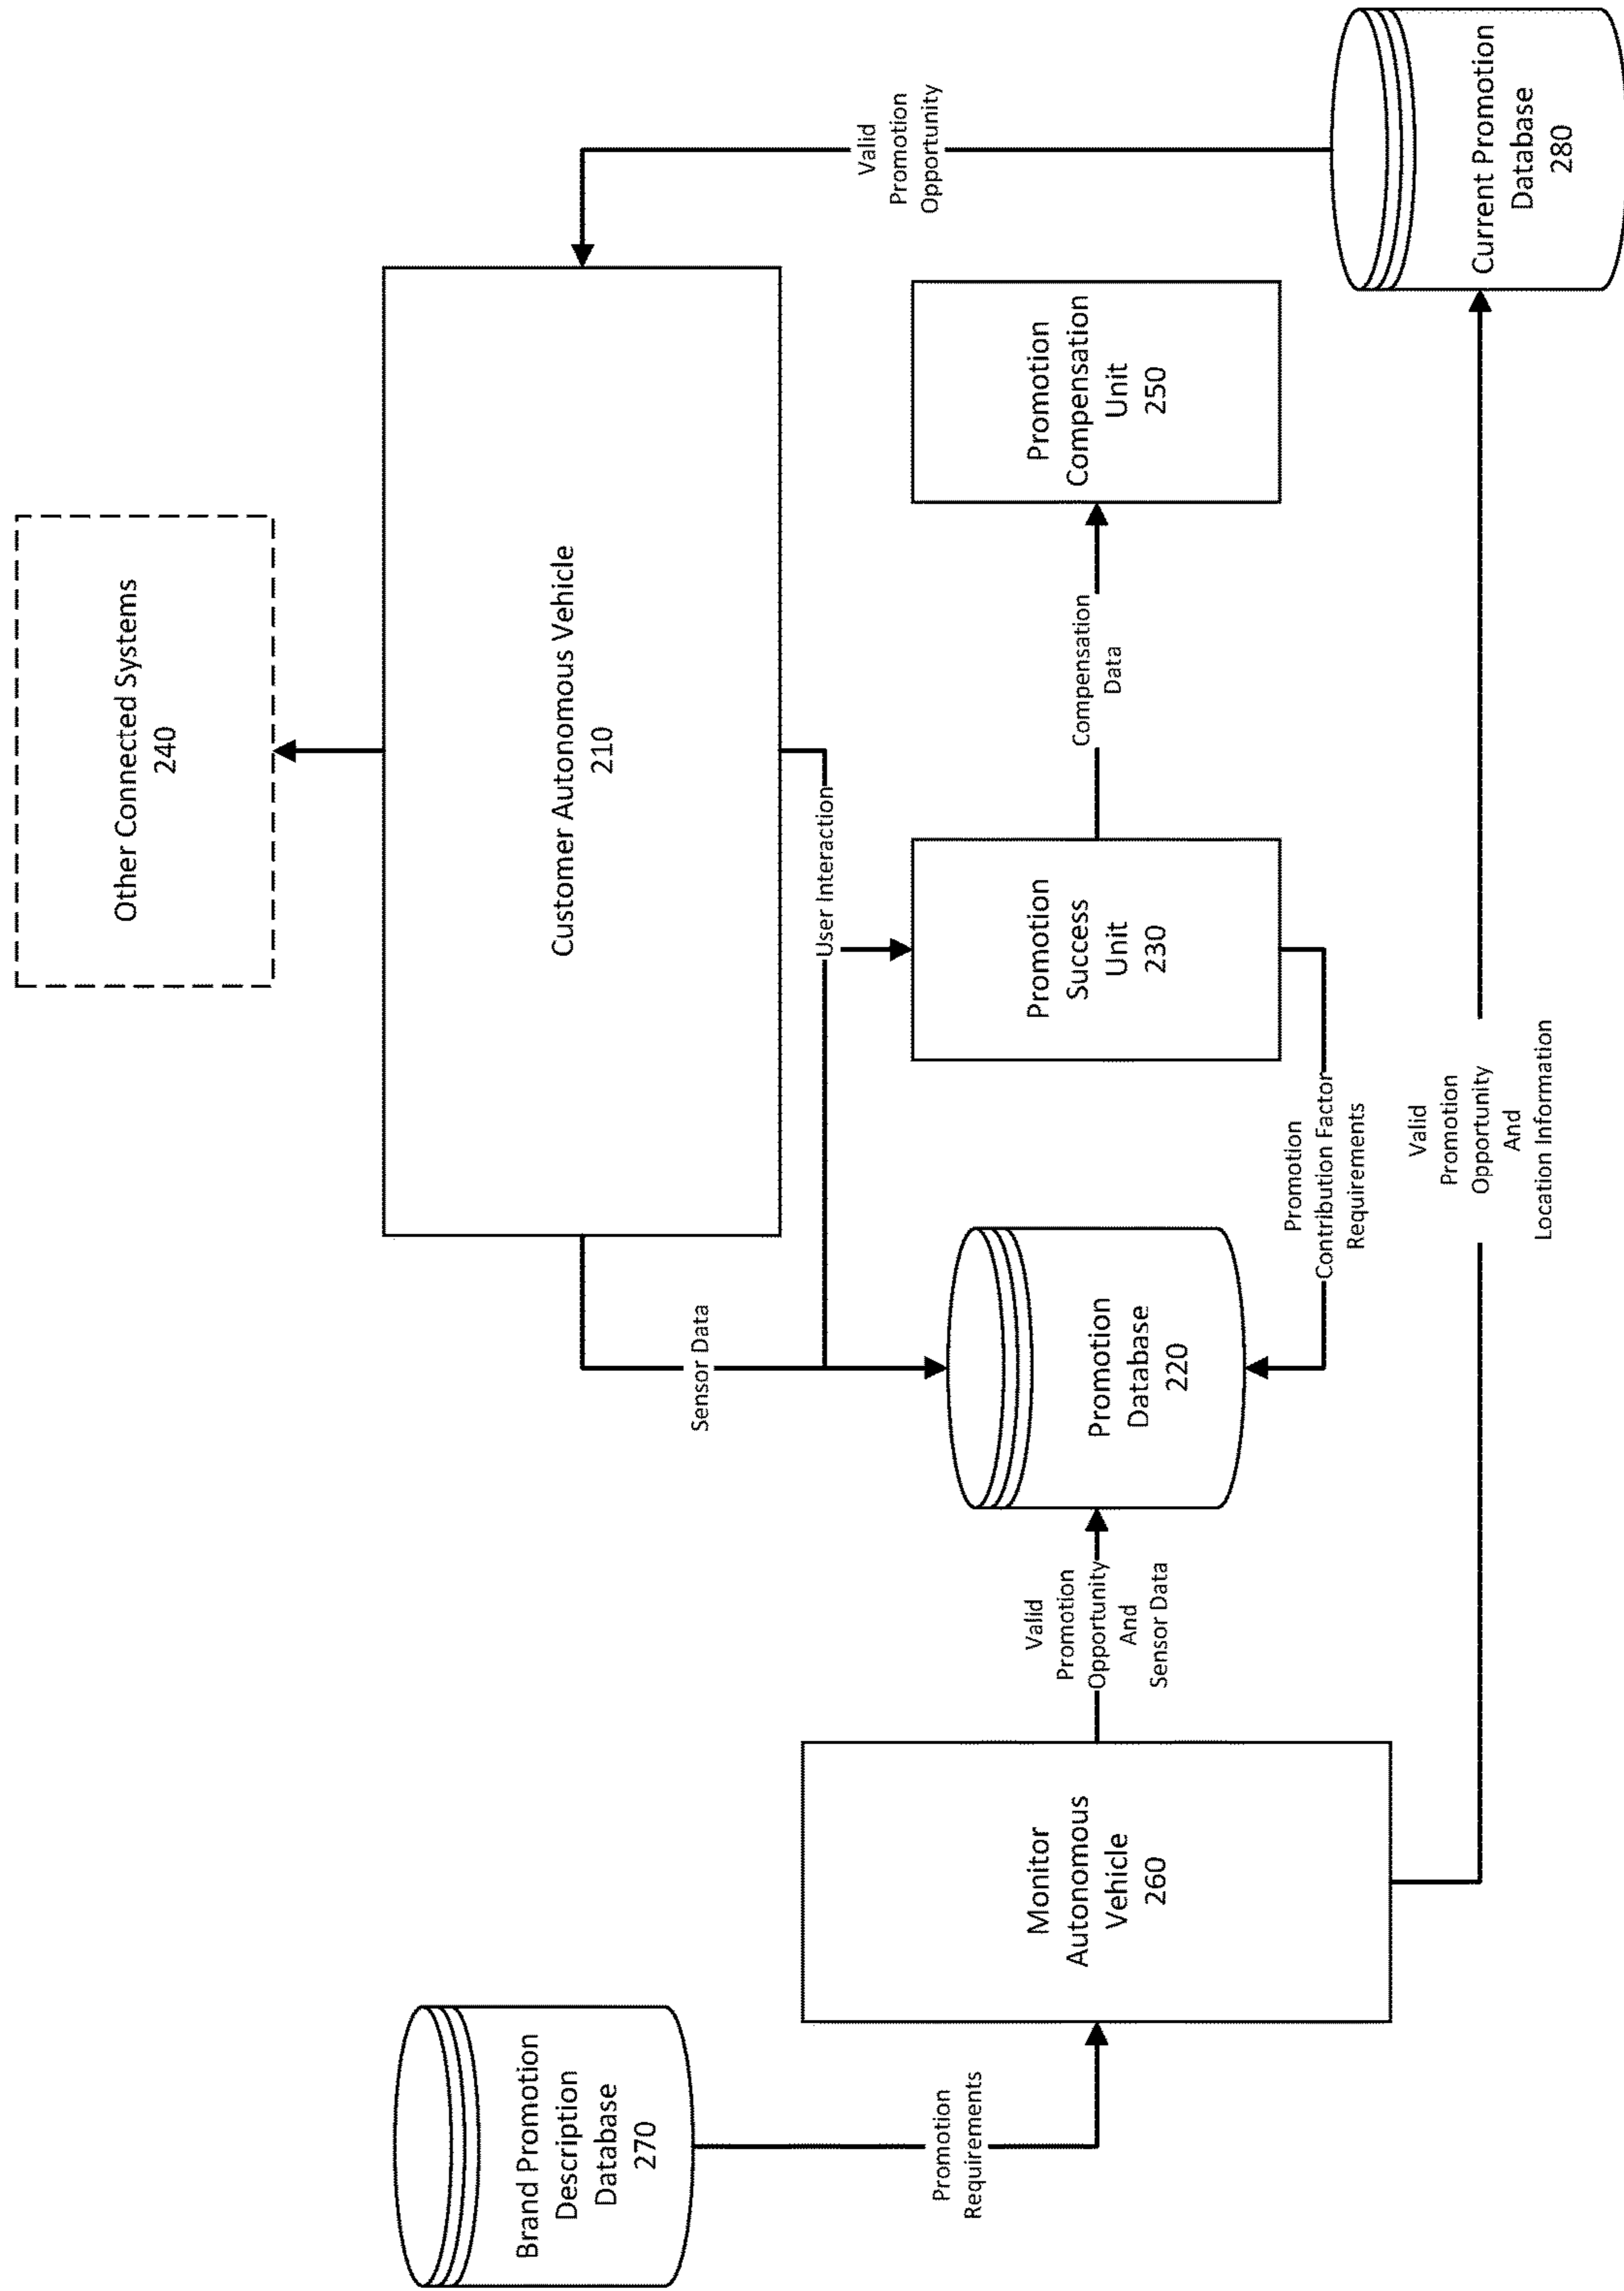 Other Connected Systems
240
Customer Autonomous Vehicle
210
Brand Promotion
Description
Database
270
Sensor Data
User Interaction
Valid
Promotion
Opportunity
Promotion
Requirements
Monitor
Autonomous
Vehicle
260
Valid
Promotion
Opportunity
And
Sensor Data
Promotion
Database
220
Promotion
Success
Unit
230
Compensation
Data
Promotion
Compensation
Unit
250
Promotion
Contribution Factor
Requirements
Valid
Promotion
Opportunity
And
Location Information
Current Promotion
Database
280